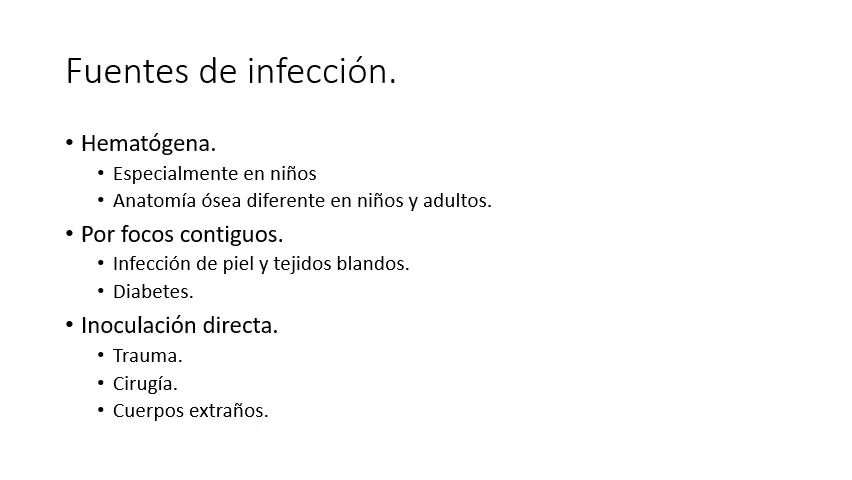 Fuentes de infección.
• Hematógena.
• Especialmente en niños
• Anatomía ósea diferente en niños y adultos.
• Por focos contiguos.
• Infección de piel y tejidos blandos.
• Diabetes.
• Inoculación directa.
• Trauma.
• Cirugía.
• Cuerpos extraños.